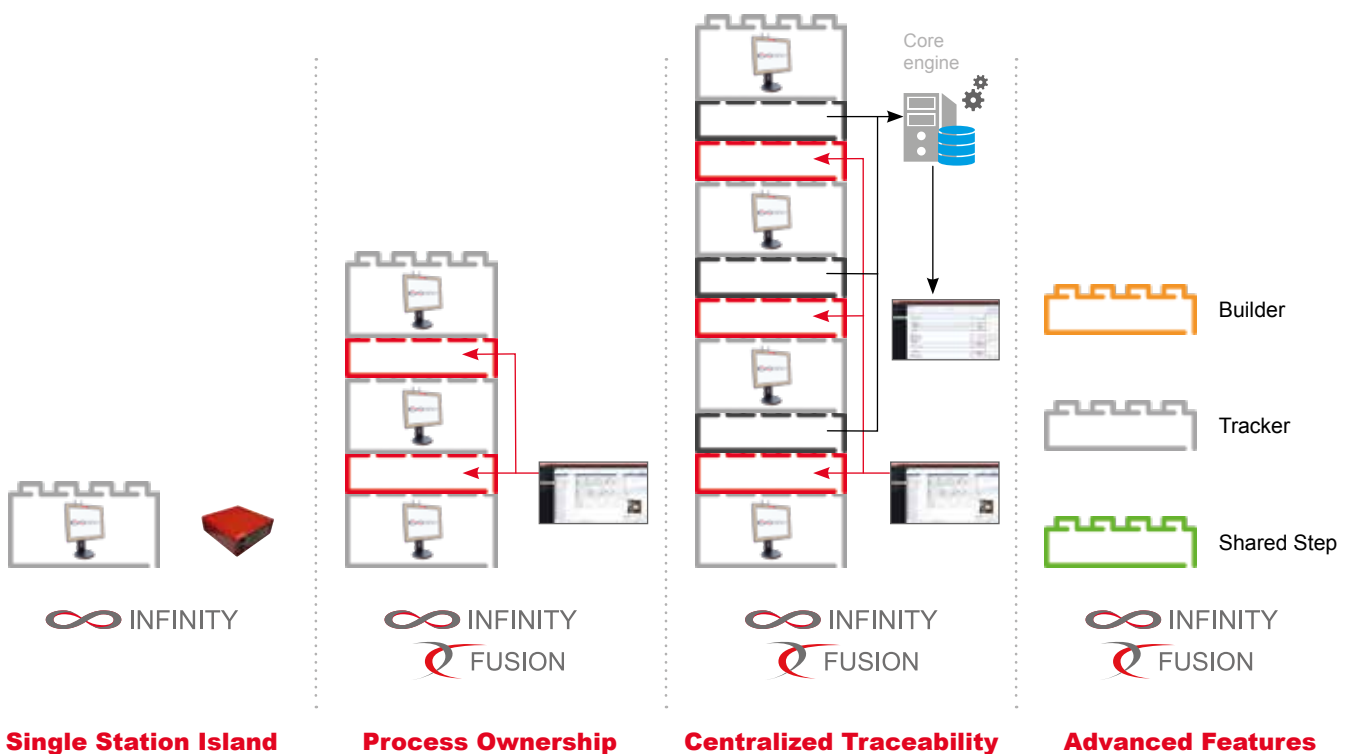 Core
engine
Builder
Tracker
Shared Step
INFINITY
INFINITY
FUSION
INFINITY
FUSION
INFINITY
FUSION
Single Station Island
Process Ownership
Centralized Traceability
Advanced Features